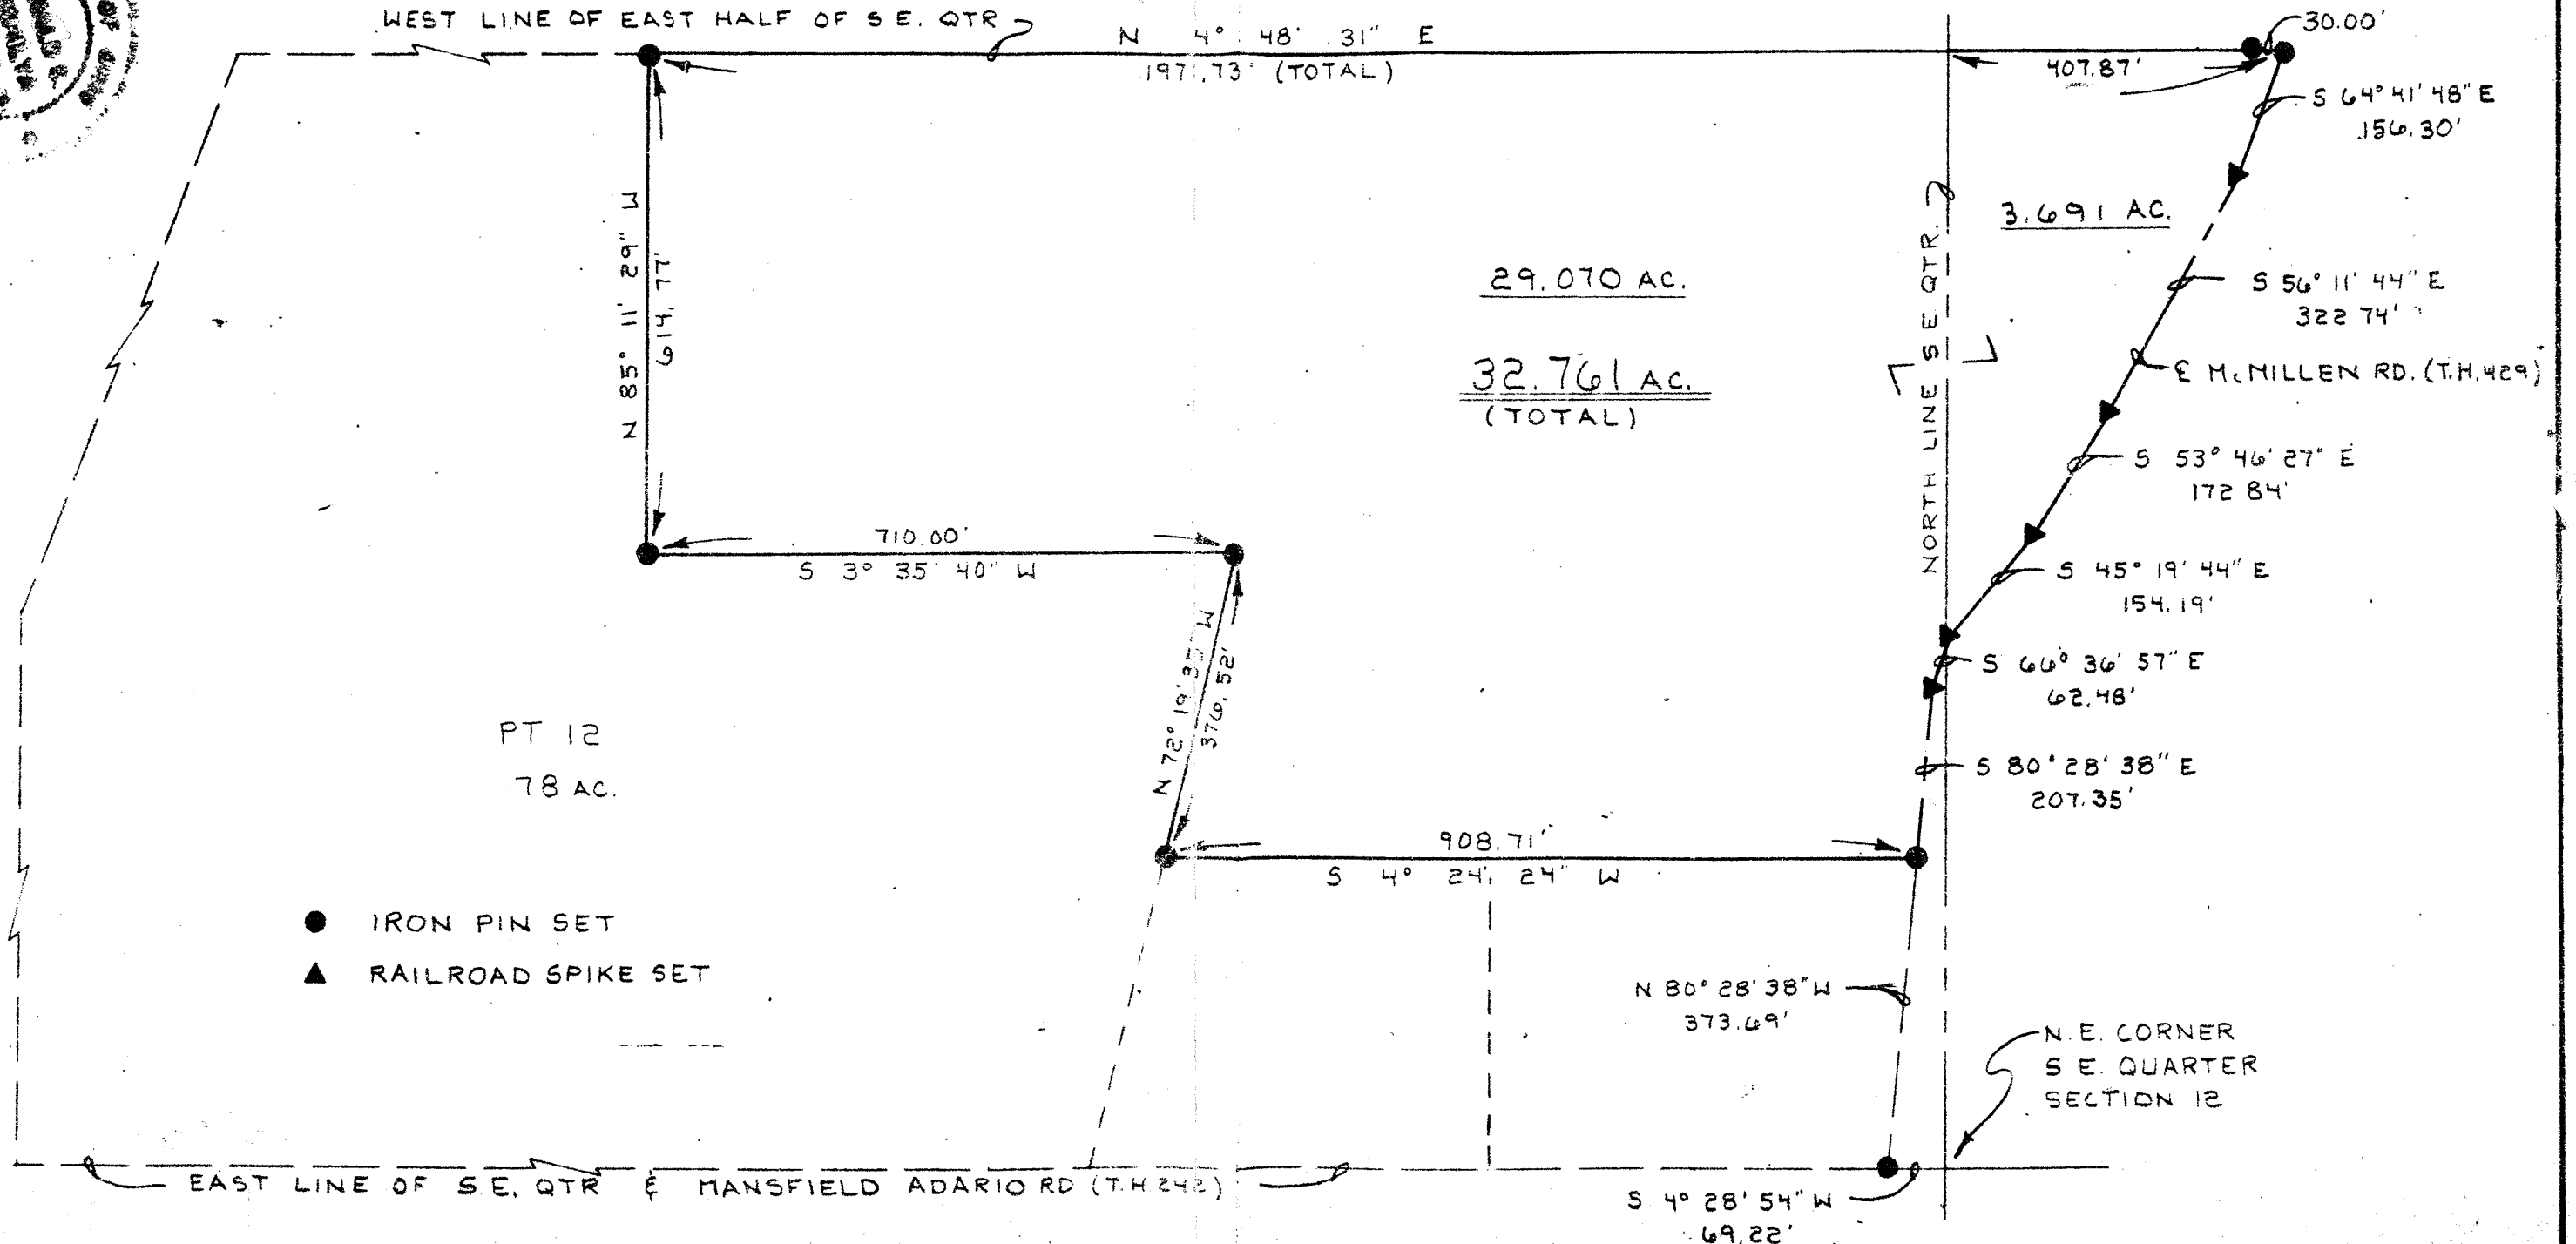 WEST LINE OF EAST HALF OF S E. QTR
N 4° 48' 31" E
(TOTAL)
30.00'
407.87'
S 64° 41' 48" E
156.30'
3.691 AC.
N 85° 11' 29" W
614.77'
29.070 AC.
32.761 AC.
(TOTAL)
NORTH LINE S E QTR.
S 56° 11' 44" E
322 74'
℄ McMILLEN RD. (T.H. 429)
S 53° 46' 27" E
172 84'
710.00'
S 3° 35' 40" W
S 45° 19' 44" E
154.19'
N 72° 19' W
376.52'
S 66° 36' 57" E
62.48'
PT 12
78 AC.
S 80° 28' 38" E
207.35'
908.71'
S 4° 24' 24" W
● IRON PIN SET
▲ RAILROAD SPIKE SET
N 80° 28' 38" W
373.69'
N.E. CORNER
S E. QUARTER
SECTION 12
EAST LINE OF S E. QTR ℄ MANSFIELD ADARIO RD (T.H 242)
S 4° 28' 54" W
69.22'